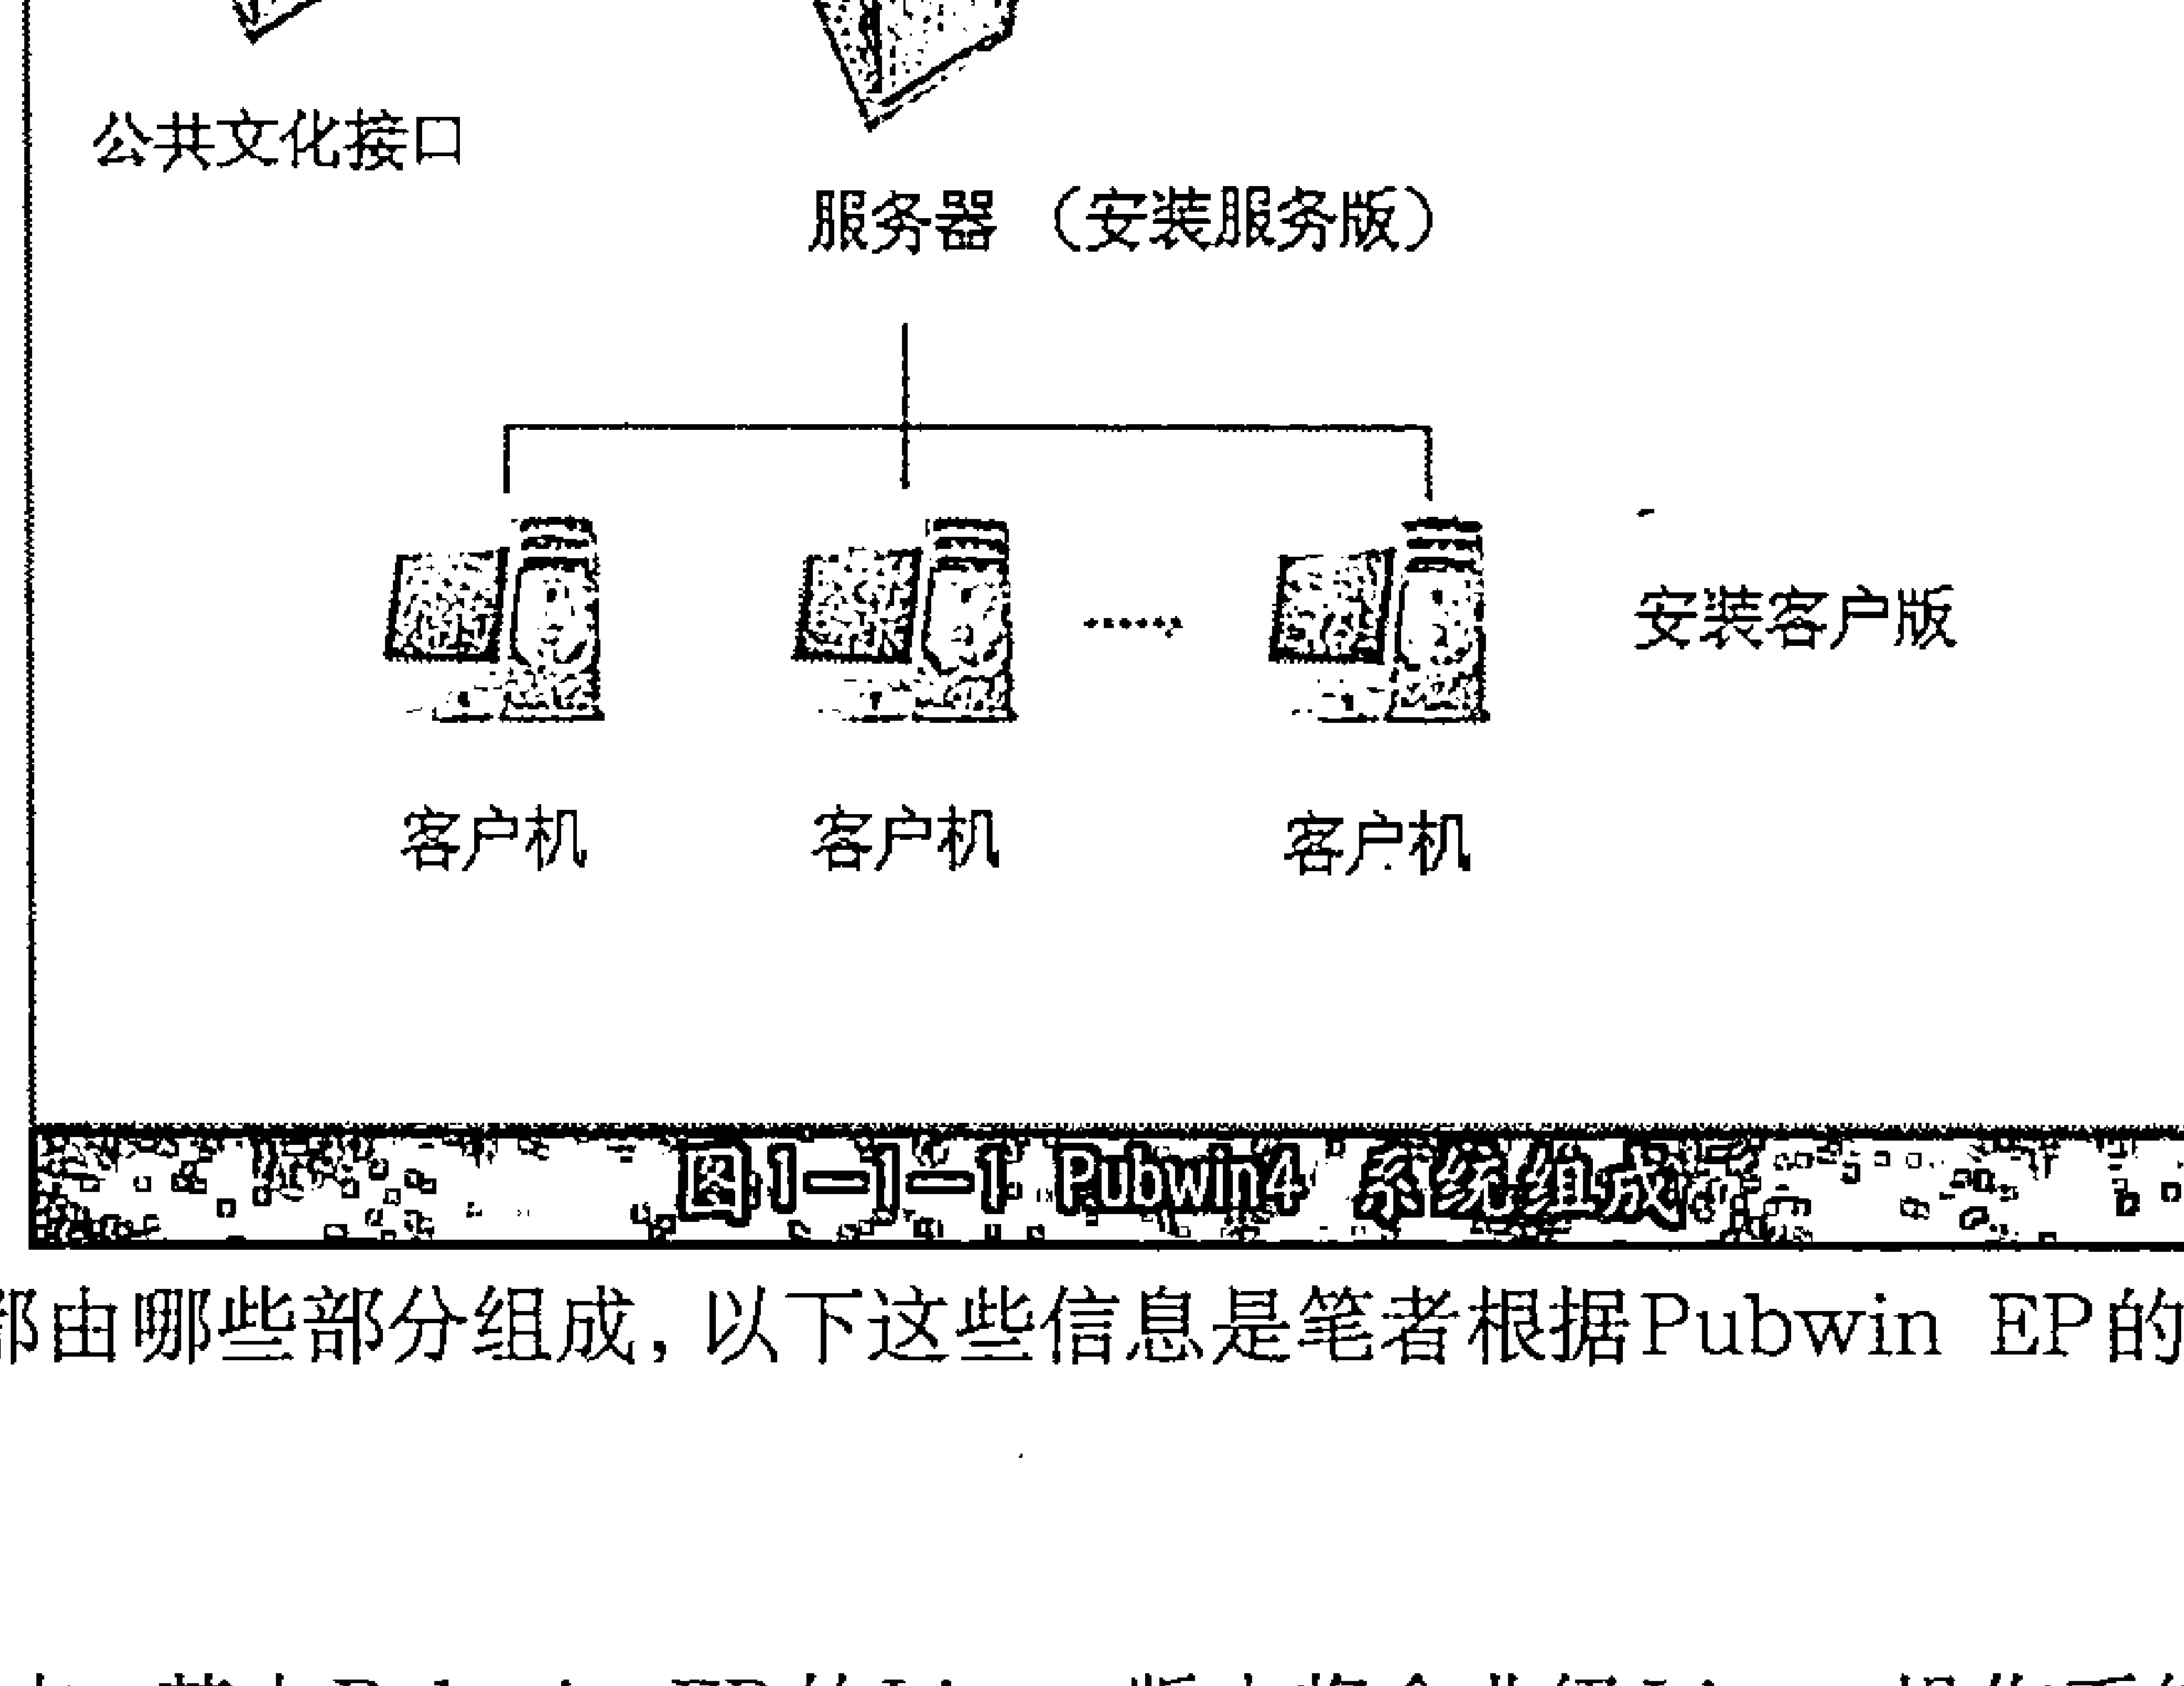 公共文化接口
服务器 （安装服务版）
安装客户版
客户机 客户机 客户机
图1—1—1 Pubwin4 系统组成
都由哪些部分组成，以下这些信息是笔者根据Pubwin EP的